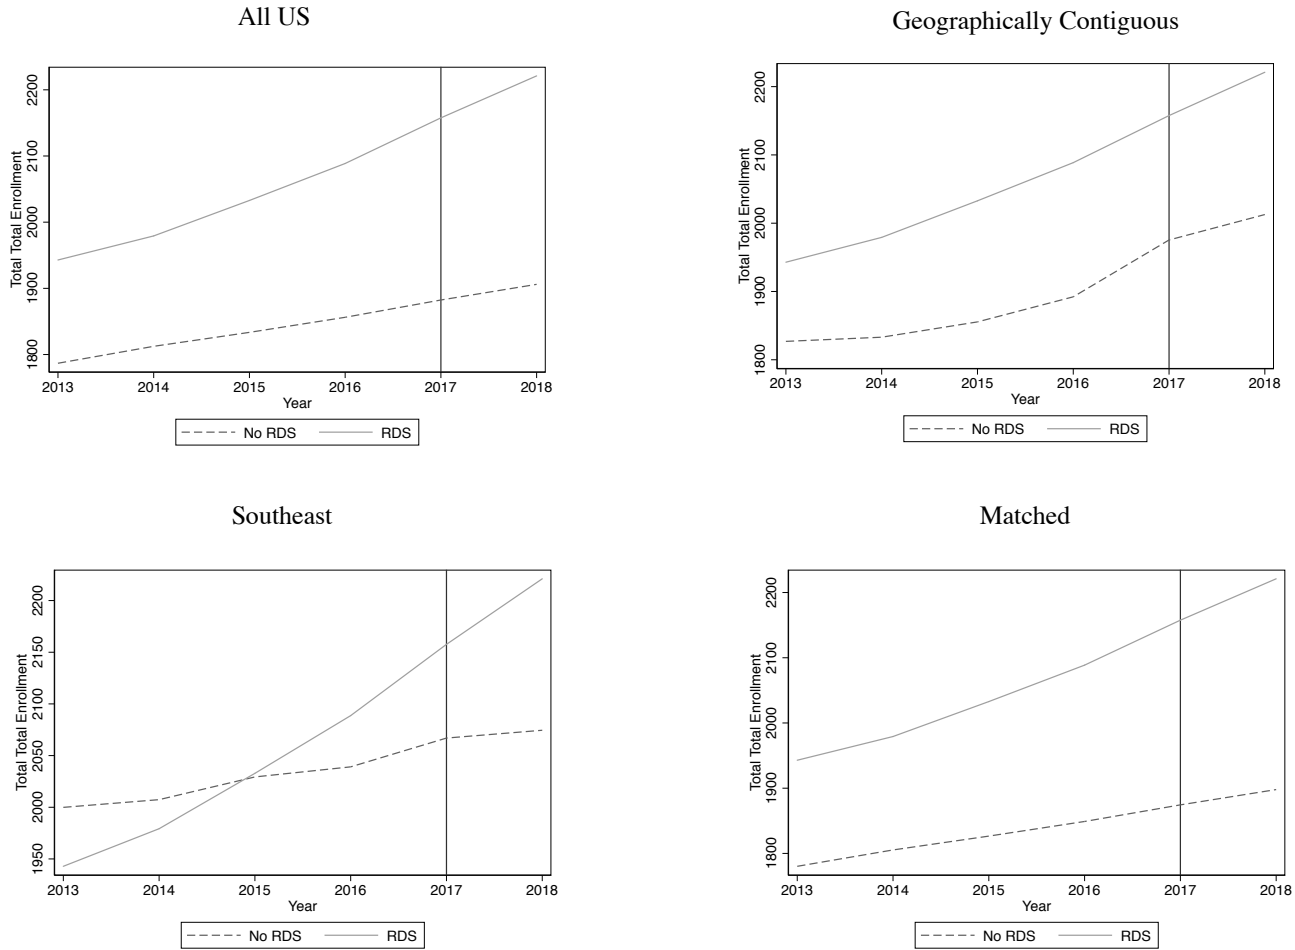 All US
Total Total Enrollment
2200
2100
2000
1900
1800
2013 2014 2015 2016 2017 2018
Year
No RDS RDS
Geographically Contiguous
Total Total Enrollment
2200
2100
2000
1900
1800
2013 2014 2015 2016 2017 2018
Year
No RDS RDS
Southeast
Total Total Enrollment
2200
2150
2100
2050
2000
1950
2013 2014 2015 2016 2017 2018
Year
No RDS RDS
Matched
Total Total Enrollment
2200
2100
2000
1900
1800
2013 2014 2015 2016 2017 2018
Year
No RDS RDS